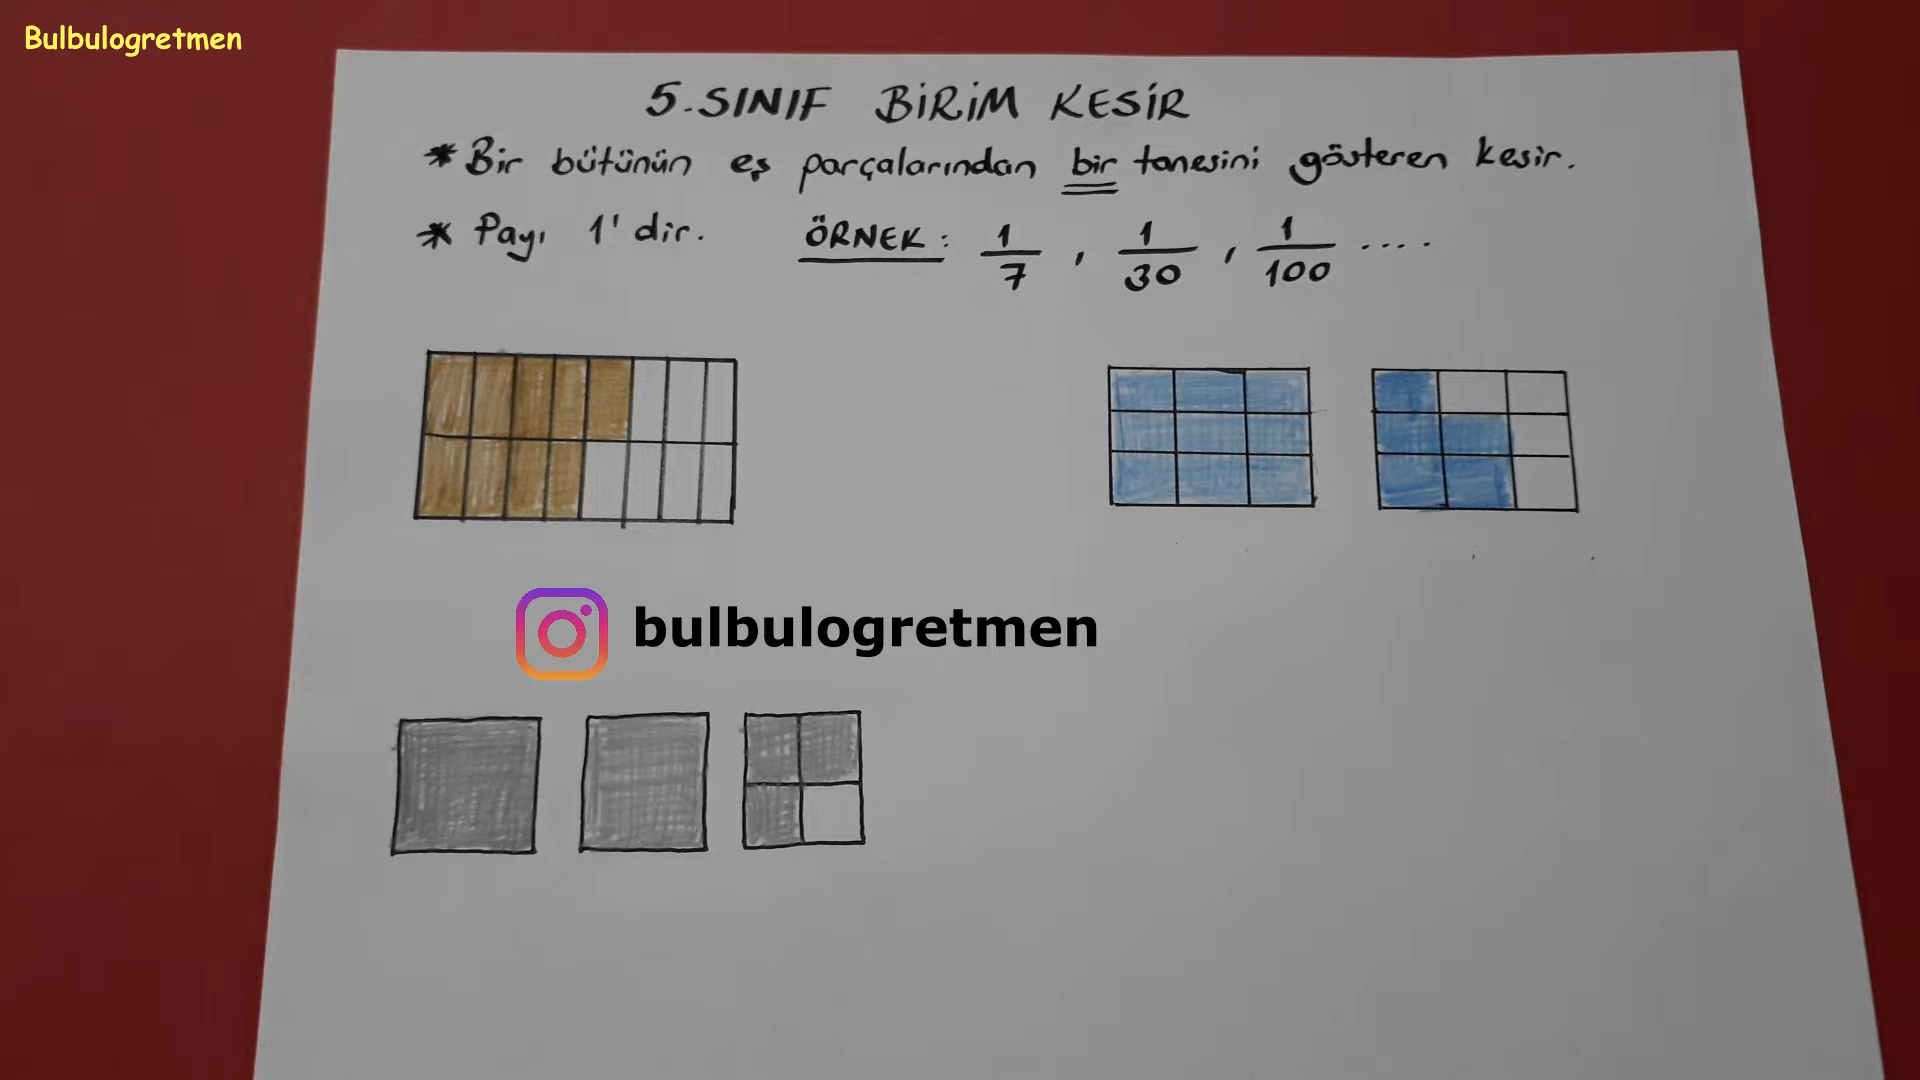 Bulbulogretmen
5.SINIF BİRİM KESİR
* Bir bütünün eş parçalarından bir tanesini gösteren kesir.
* Payı 1'dir. ÖRNEK: 1/7, 1/30, 1/100 ....
bulbulogretmen